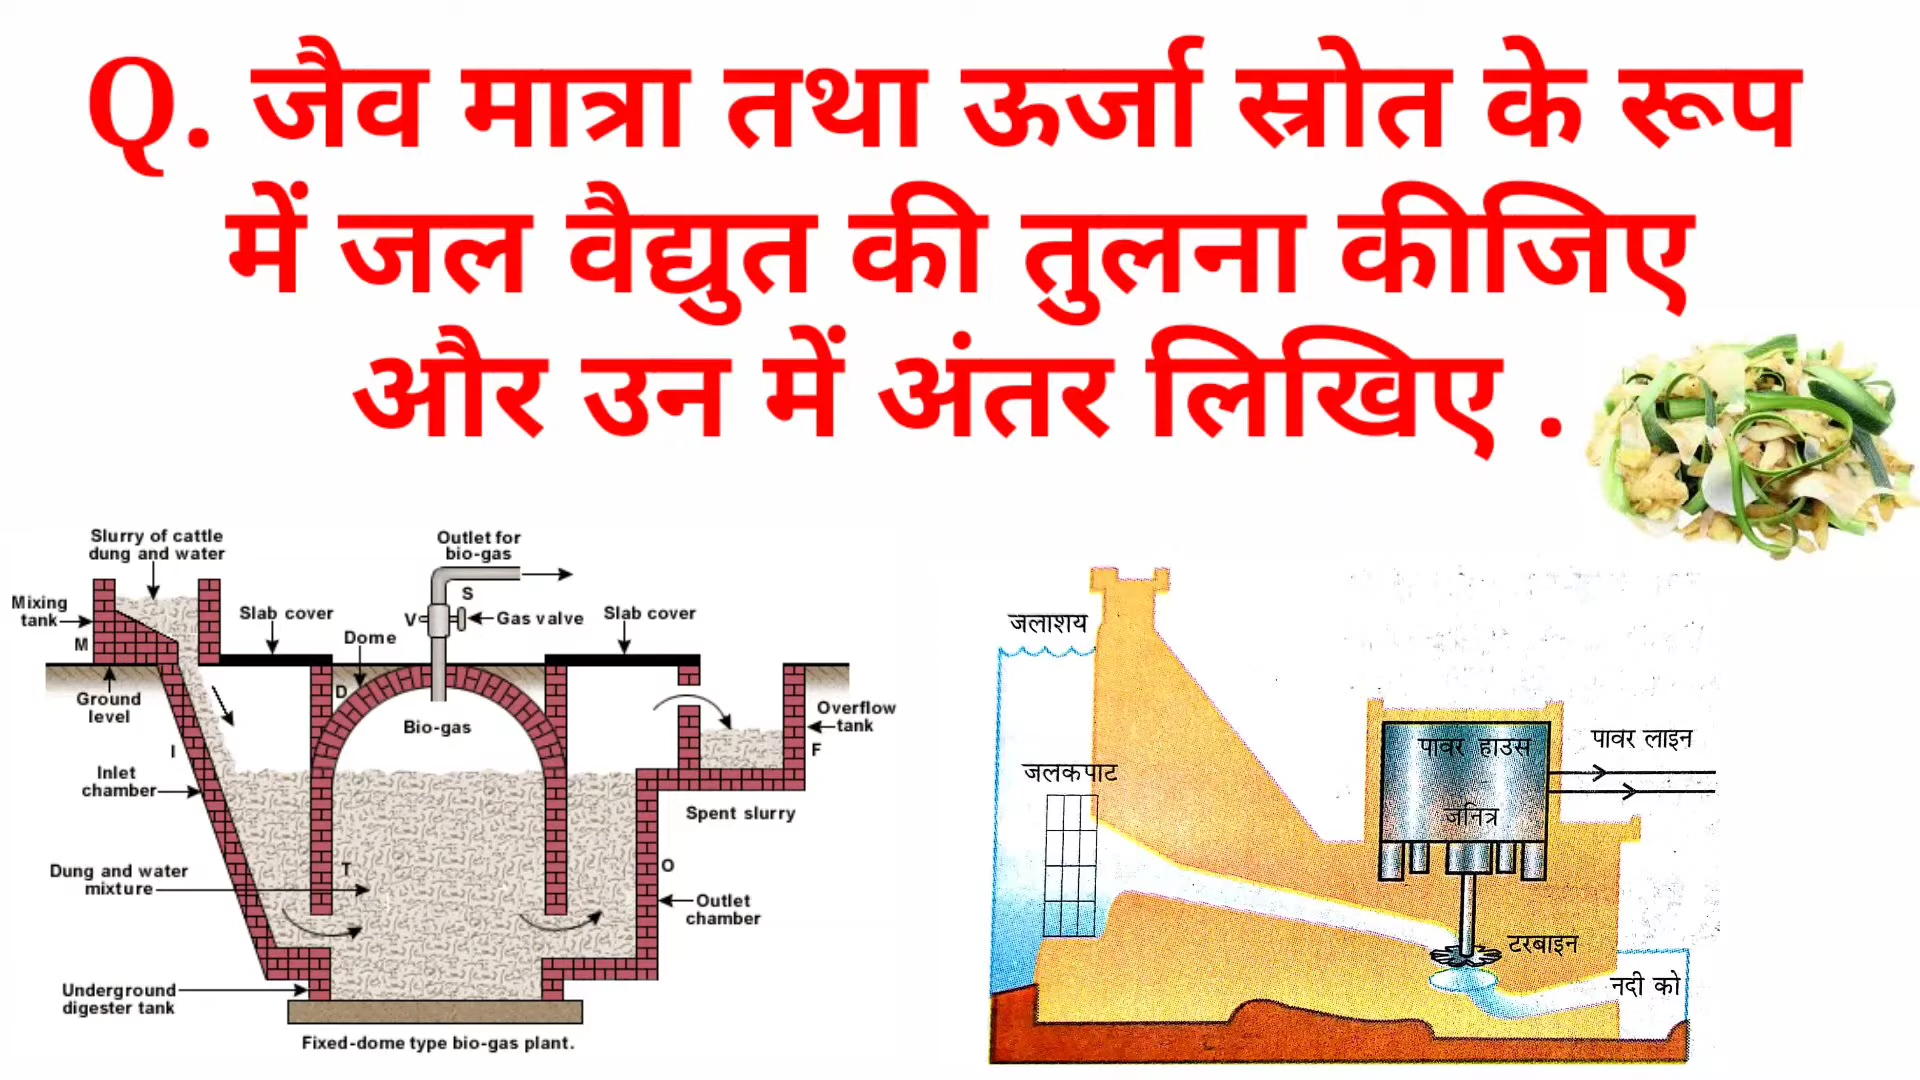 Q. जैव मात्रा तथा ऊर्जा स्रोत के रूप
में जल वैद्युत की तुलना कीजिए
और उन में अंतर लिखिए .
Slurry of cattle
dung and water
Outlet for
bio-gas
Mixing
tank
M
Slab cover
Dome
V
S
Gas valve
Slab cover
Ground
level
D
Bio-gas
Overflow
tank
F
I
Inlet
chamber
Spent slurry
Dung and water
mixture
T
O
Outlet
chamber
Underground
digester tank
Fixed-dome type bio-gas plant.
जलाशय
जलकपाट
पावर हाउस
जनित्र
पावर लाइन
टरबाइन
नदी को